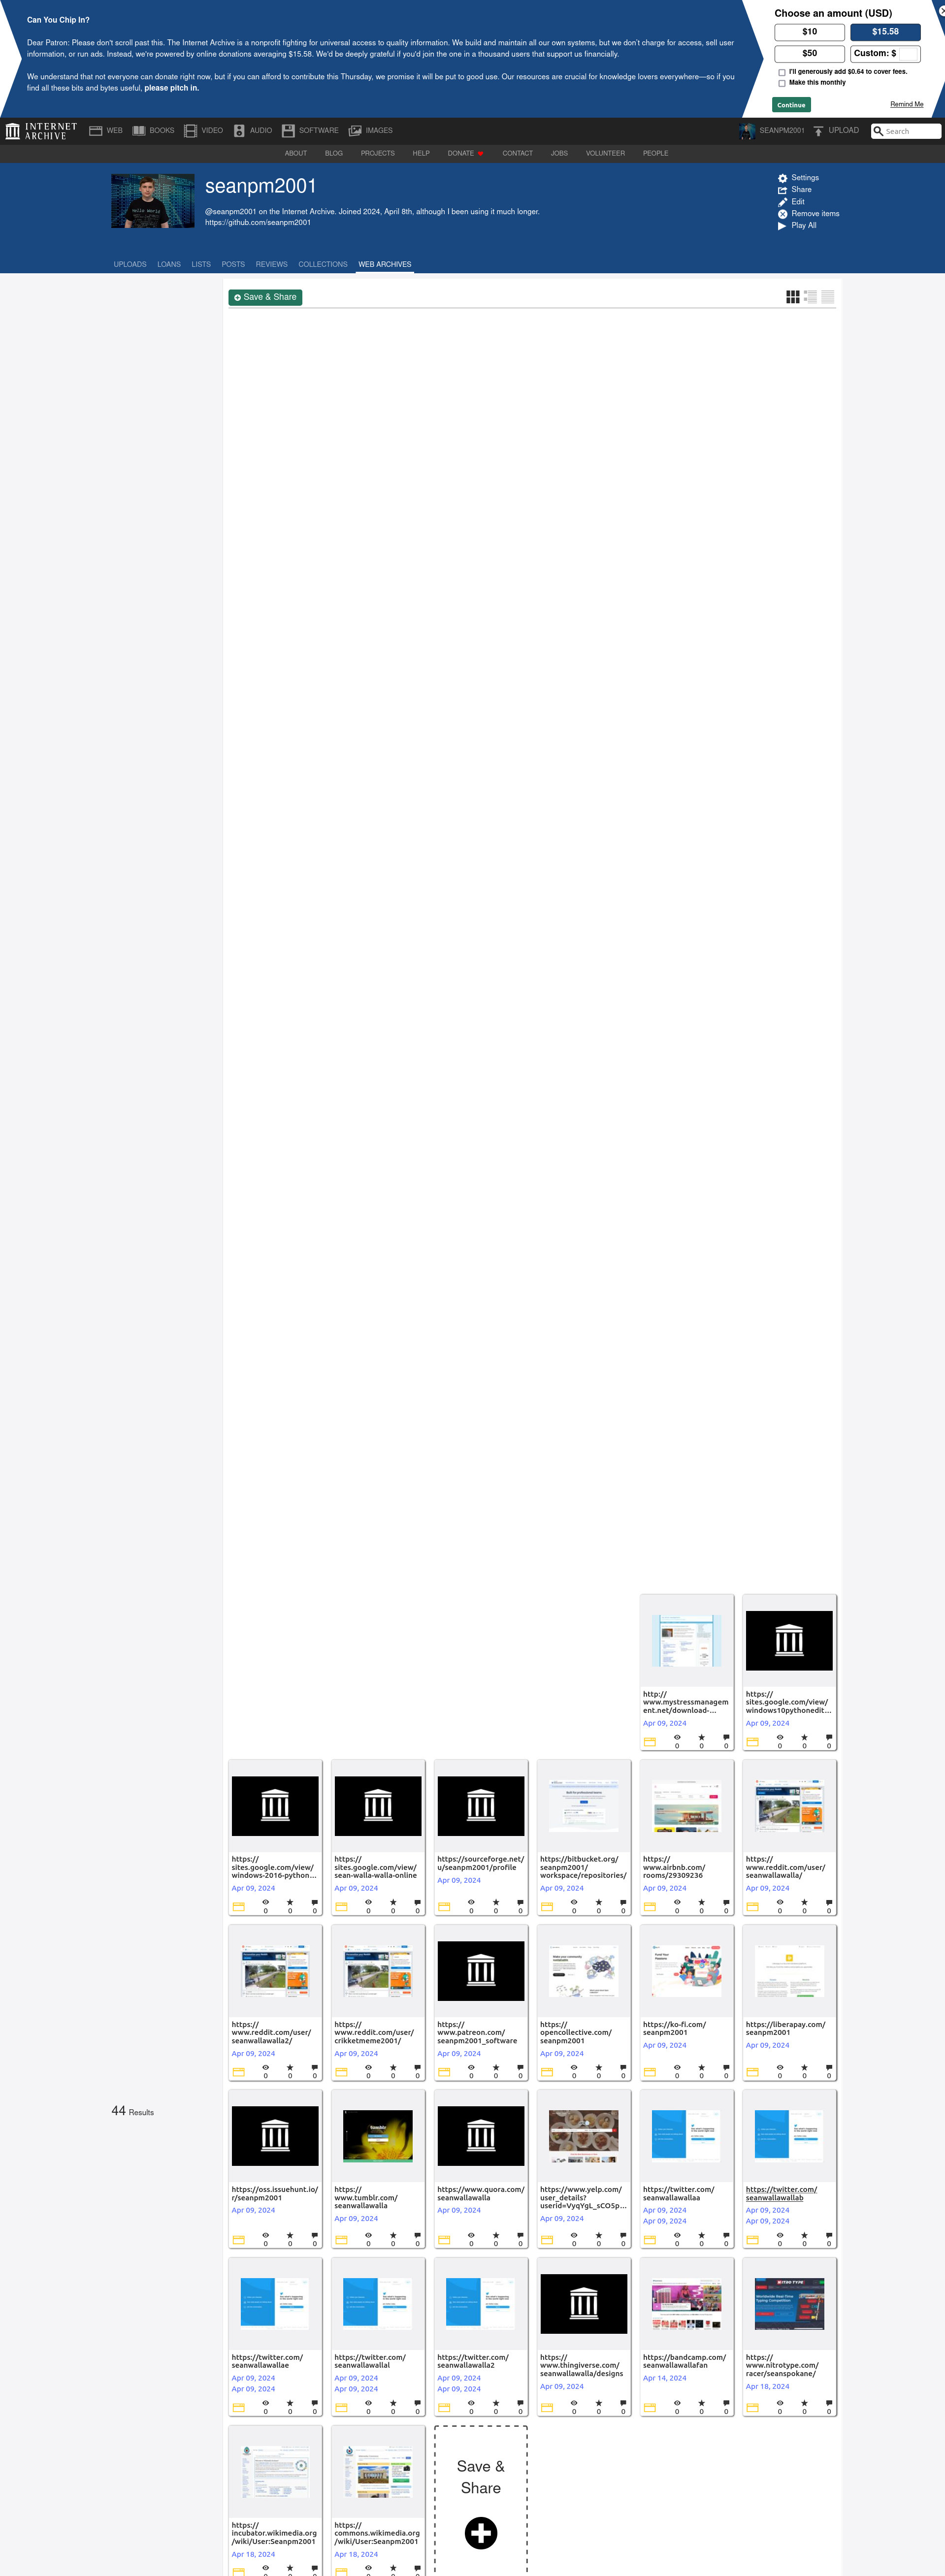 Can You Chip In?
Dear Patron: Please don't scroll past this. The Internet Archive is a nonprofit fighting for universal access to quality information. We build and maintain all our own systems, but we don't charge for access, sell user
information, or run ads. Instead, we're powered by online donations averaging $15.58. We'd be deeply grateful if you'd join the one in a thousand users that support us financially.
We understand that not everyone can donate right now, but if you can afford to contribute this Thursday, we promise it will be put to good use. Our resources are crucial for knowledge lovers everywhere—so if you
find all these bits and bytes useful, please pitch in.
Choose an amount (USD)
$10 $15.58
$50 Custom: $
I'll generously add $0.64 to cover fees.
Make this monthly
Continue Remind Me
INTERNET
ARCHIVE
WEB BOOKS VIDEO AUDIO SOFTWARE IMAGES SEANPM2001 UPLOAD Search
ABOUT BLOG PROJECTS HELP DONATE CONTACT JOBS VOLUNTEER PEOPLE
seanpm2001
@seanpm2001 on the Internet Archive. Joined 2024, April 8th, although I been using it much longer.
https://github.com/seanpm2001
Settings
Share
Edit
Remove items
Play All
UPLOADS LOANS LISTS POSTS REVIEWS COLLECTIONS WEB ARCHIVES
Save & Share
44 Results
http://
www.mystressmanagem
ent.net/download-...
Apr 09, 2024
0 0 0
https://
sites.google.com/view/
windows10pythonedit...
Apr 09, 2024
0 0 0
https://
sites.google.com/view/
windows-2016-python...
Apr 09, 2024
0 0 0
https://
sites.google.com/view/
sean-walla-walla-online
Apr 09, 2024
0 0 0
https://sourceforge.net/
u/seanpm2001/profile
Apr 09, 2024
0 0 0
https://bitbucket.org/
seanpm2001/
workspace/repositories/
Apr 09, 2024
0 0 0
https://
www.airbnb.com/
rooms/29309236
Apr 09, 2024
0 0 0
https://
www.reddit.com/user/
seanwallawalla/
Apr 09, 2024
0 0 0
https://
www.reddit.com/user/
seanwallawalla2/
Apr 09, 2024
0 0 0
https://
www.reddit.com/user/
crikketmeme2001/
Apr 09, 2024
0 0 0
https://
www.patreon.com/
seanpm2001_software
Apr 09, 2024
0 0 0
https://
opencollective.com/
seanpm2001
Apr 09, 2024
0 0 0
https://ko-fi.com/
seanpm2001
Apr 09, 2024
0 0 0
https://liberapay.com/
seanpm2001
Apr 09, 2024
0 0 0
https://oss.issuehunt.io/
r/seanpm2001
Apr 09, 2024
0 0 0
https://
www.tumblr.com/
seanwallawalla
Apr 09, 2024
0 0 0
https://www.quora.com/
seanwallawalla
Apr 09, 2024
0 0 0
https://www.yelp.com/
user_details?
userid=VyqYgL_sCO5p...
Apr 09, 2024
0 0 0
https://twitter.com/
seanwallawallaa
Apr 09, 2024
Apr 09, 2024
0 0 0
https://twitter.com/
seanwallawallab
Apr 09, 2024
Apr 09, 2024
0 0 0
https://twitter.com/
seanwallawallae
Apr 09, 2024
Apr 09, 2024
0 0 0
https://twitter.com/
seanwallawallal
Apr 09, 2024
Apr 09, 2024
0 0 0
https://twitter.com/
seanwallawalla2
Apr 09, 2024
Apr 09, 2024
0 0 0
https://
www.thingiverse.com/
seanwallawalla/designs
Apr 09, 2024
0 0 0
https://bandcamp.com/
seanwallawallafan
Apr 14, 2024
0 0 0
https://
www.nitrotype.com/
racer/seanspokane/
Apr 18, 2024
0 0 0
https://
incubator.wikimedia.org
/wiki/User:Seanpm2001
Apr 18, 2024
https://
commons.wikimedia.org
/wiki/User:Seanpm2001
Apr 18, 2024
Save &
Share